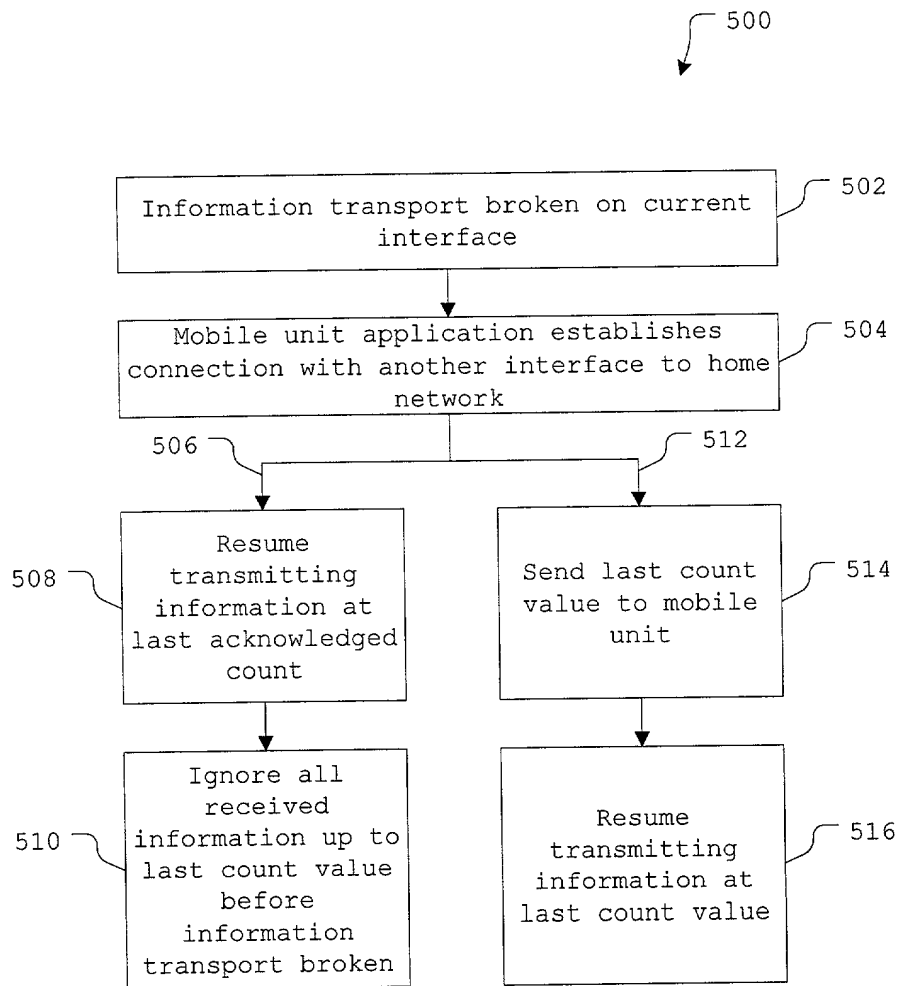 500
Information transport broken on current
interface
502
Mobile unit application establishes
connection with another interface to home
network
504
506
512
Resume
transmitting
information at
last acknowledged
count
508
Send last count
value to mobile
unit
514
Ignore all
received
information up to
last count value
before
information
transport broken
510
Resume
transmitting
information at
last count value
516